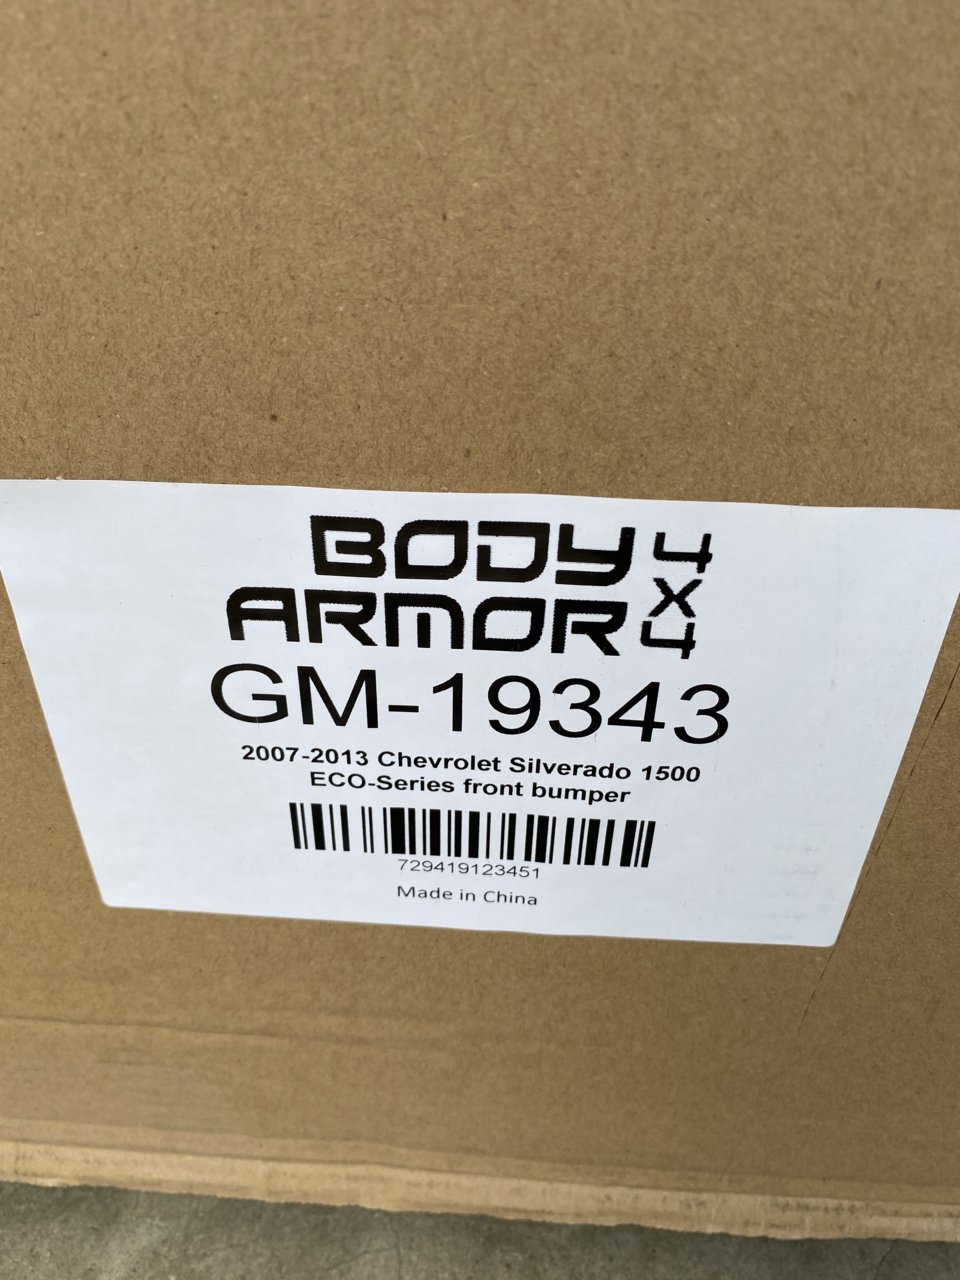 BODY
ARMOR
4
X
4
GM-19343
2007-2013 Chevrolet Silverado 1500
ECO-Series front bumper
729419123451
Made in China